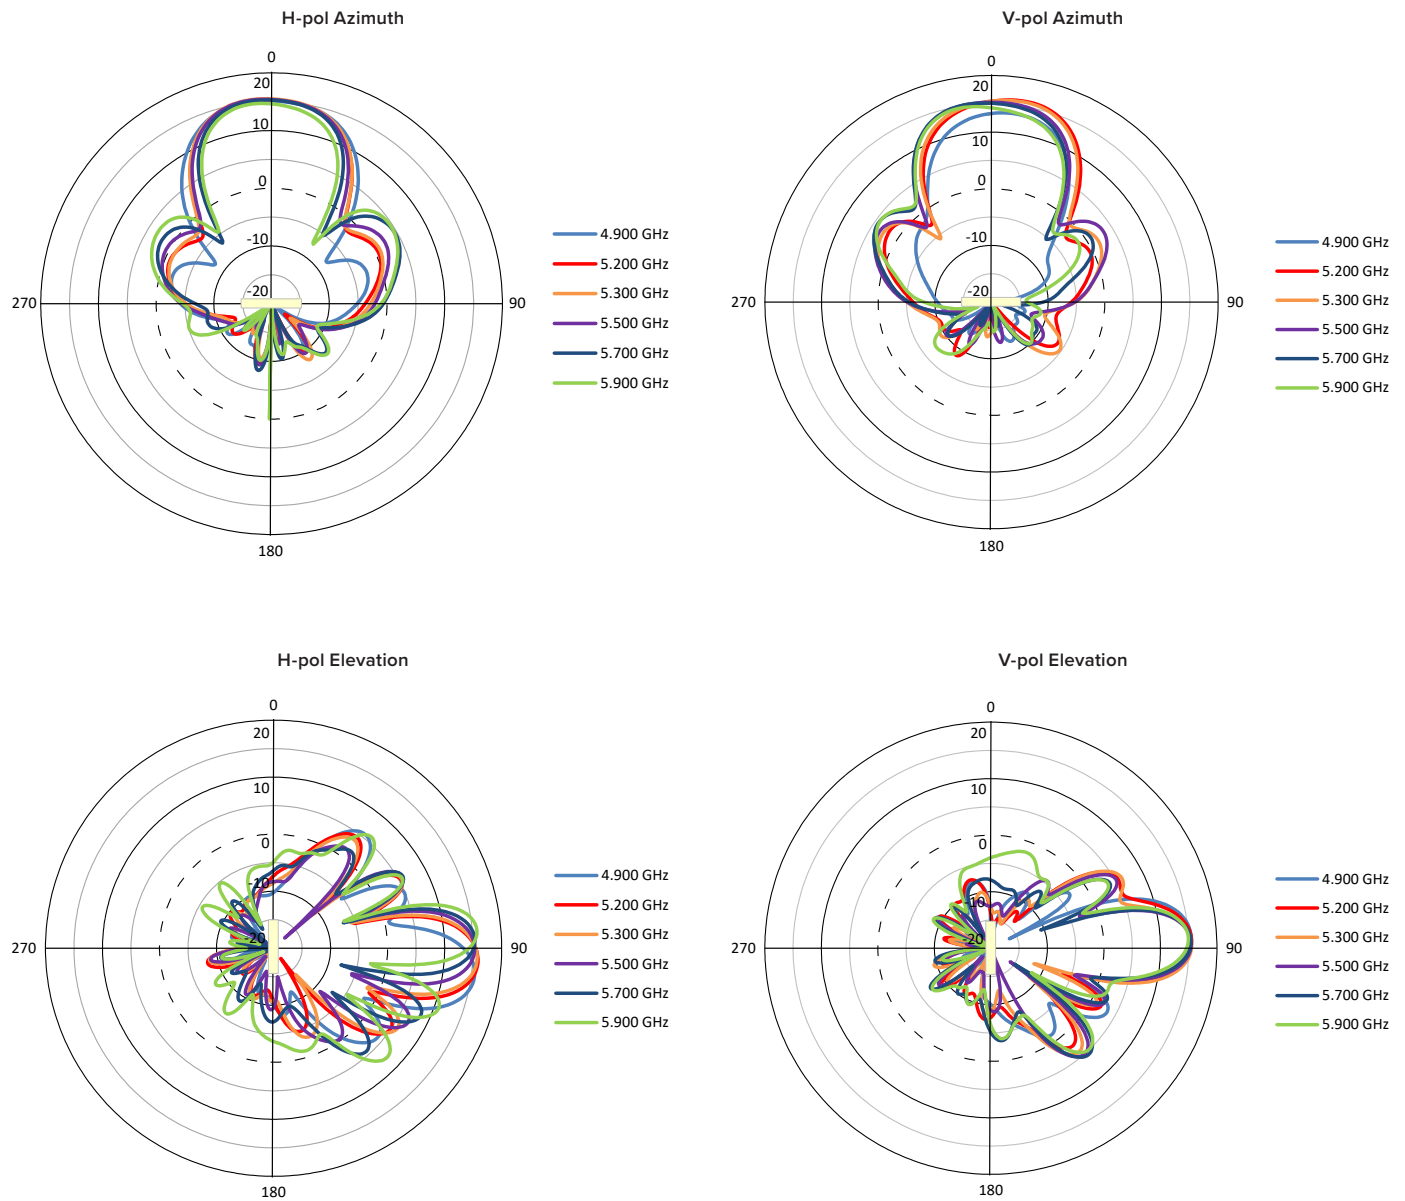 H-pol Azimuth
0
20
10
0
-10
-20
270
90
180
4.900 GHz
5.200 GHz
5.300 GHz
5.500 GHz
5.700 GHz
5.900 GHz
V-pol Azimuth
0
20
10
0
-10
-20
270
90
180
4.900 GHz
5.200 GHz
5.300 GHz
5.500 GHz
5.700 GHz
5.900 GHz
H-pol Elevation
0
20
10
0
-10
-20
270
90
180
4.900 GHz
5.200 GHz
5.300 GHz
5.500 GHz
5.700 GHz
5.900 GHz
V-pol Elevation
0
20
10
0
-10
-20
270
90
180
4.900 GHz
5.200 GHz
5.300 GHz
5.500 GHz
5.700 GHz
5.900 GHz